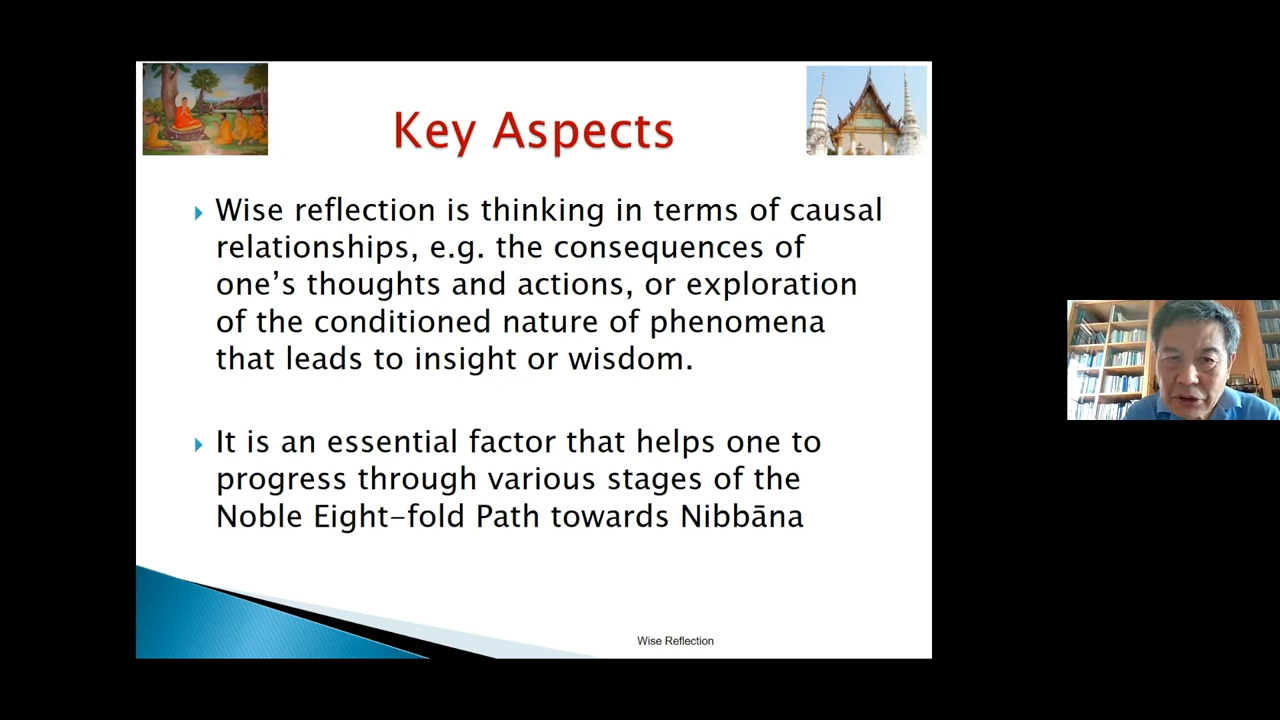 Key Aspects
Wise reflection is thinking in terms of causal
relationships, e.g. the consequences of
one’s thoughts and actions, or exploration
of the conditioned nature of phenomena
that leads to insight or wisdom.
It is an essential factor that helps one to
progress through various stages of the
Noble Eight-fold Path towards Nibbāna
Wise Reflection